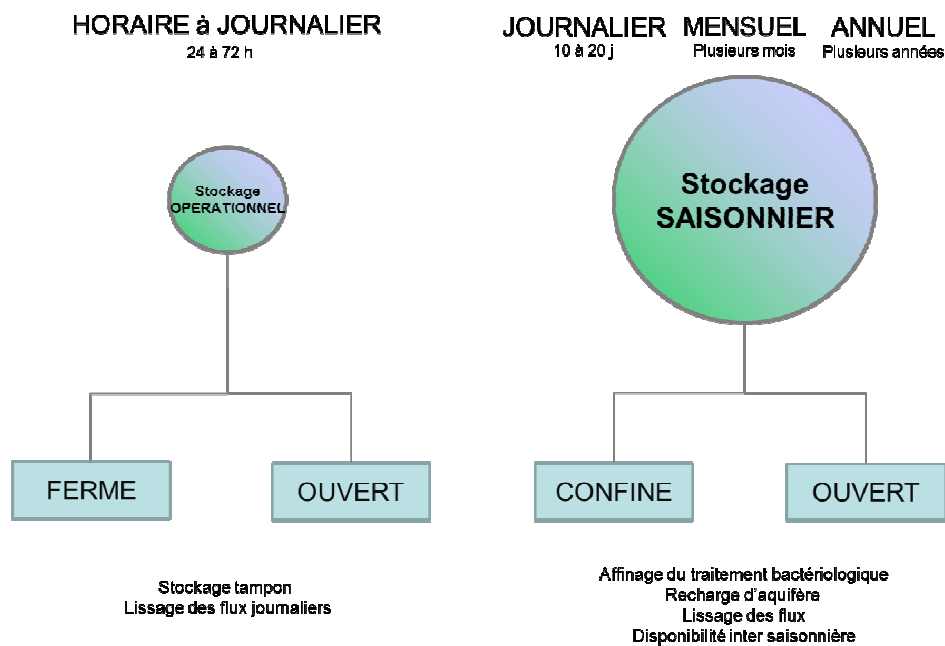 HORAIRE à JOURNALIER
24 à 72 h
Stockage
OPERATIONNEL
FERME
OUVERT
Stockage tampon
Lissage des flux journaliers
JOURNALIER MENSUEL ANNUEL
10 à 20 j Plusieurs mois Plusieurs années
Stockage
SAISONNIER
CONFINE
OUVERT
Affinage du traitement bactériologique
Recharge d'aquifère
Lissage des flux
Disponibilité inter saisonnière